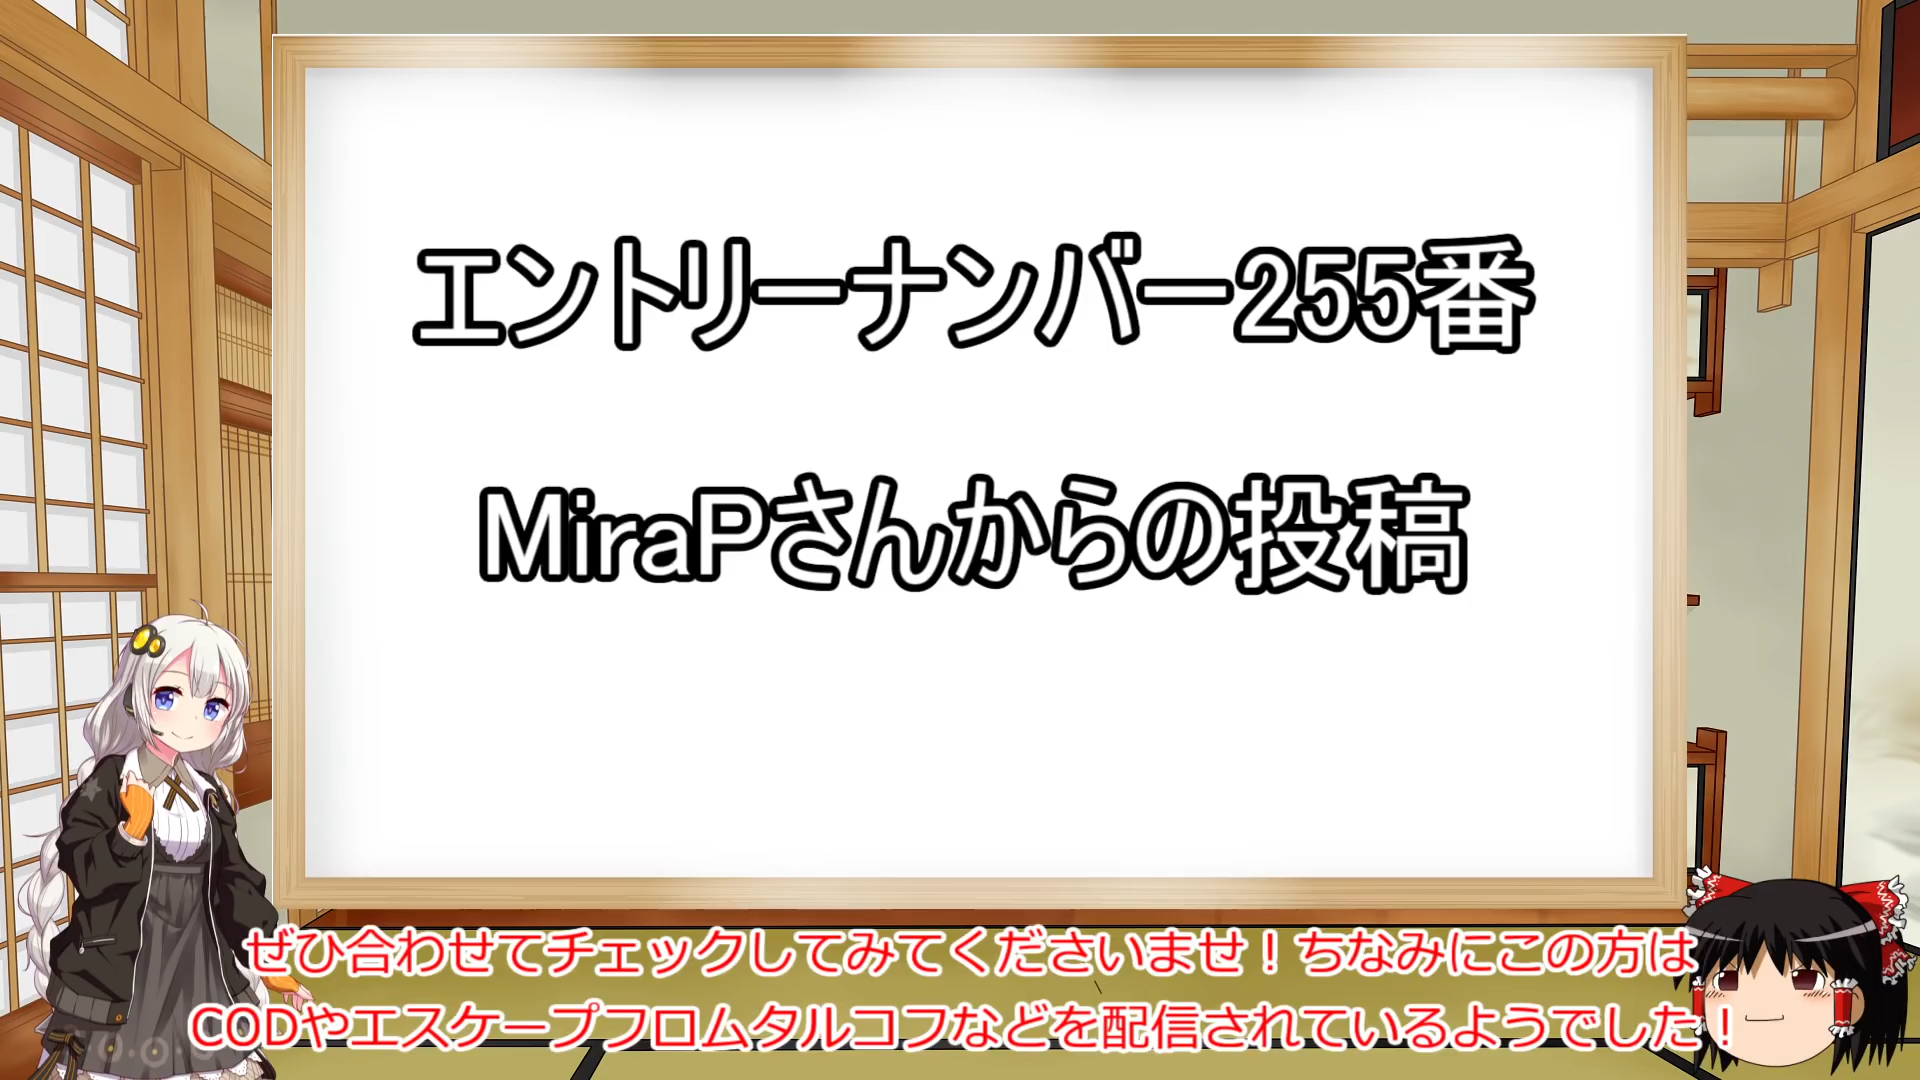 エントリーナンバー255番
MiraPさんからの投稿
ぜひ合わせてチェックしてみてくださいませ！ちなみにこの方は
CODやエスケープフロムタルコフなどを配信されているようでした！